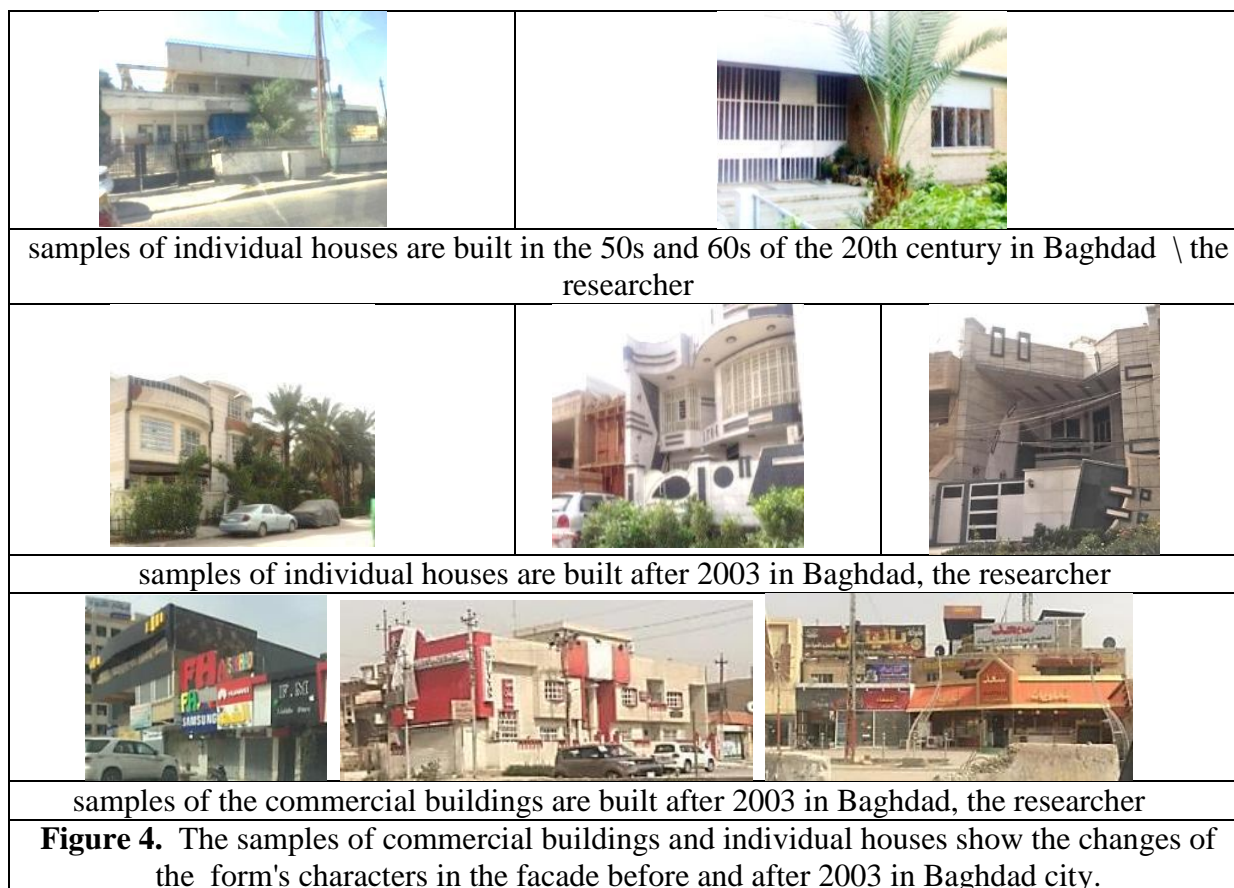 samples of individual houses are built in the 50s and 60s of the 20th century in Baghdad \ the
researcher
samples of individual houses are built after 2003 in Baghdad, the researcher
FH
SAMSUNG
HUAWEI
F.M.
samples of the commercial buildings are built after 2003 in Baghdad, the researcher
Figure 4. The samples of commercial buildings and individual houses show the changes of
the form's characters in the facade before and after 2003 in Baghdad city.